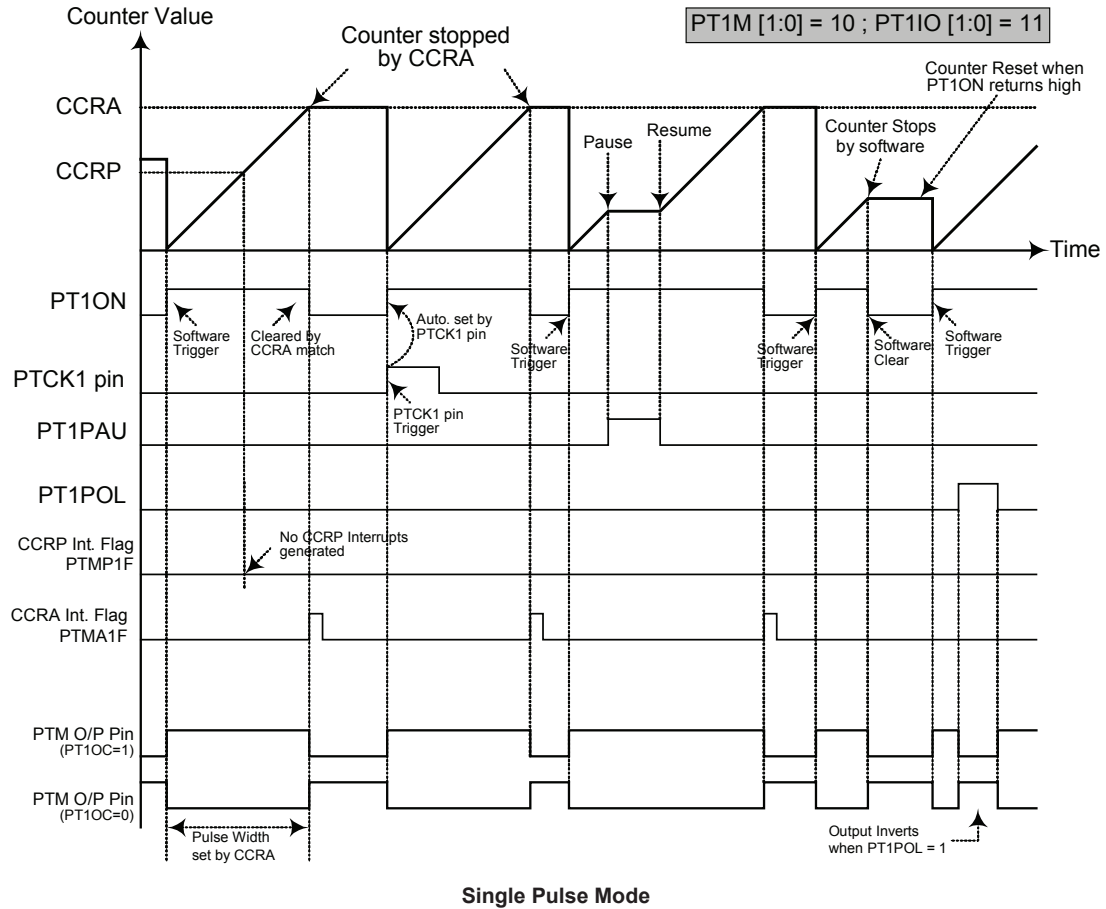 Counter Value
PT1M [1:0] = 10 ; PT1IO [1:0] = 11
Counter stopped
by CCRA
Counter Reset when
PT1ON returns high
CCRA
Pause
Resume
Counter Stops
by software
CCRP
Time
PT1ON
Software
Trigger
Cleared by
CCRA match
Auto. set by
PTCK1 pin
Software
Trigger
Software
Trigger
Software
Clear
Software
Trigger
PTCK1 pin
PTCK1 pin
Trigger
PT1PAU
PT1POL
No CCRP Interrupts
generated
CCRP Int. Flag
PTMP1F
CCRA Int. Flag
PTMA1F
PTM O/P Pin
(PT1OC=1)
PTM O/P Pin
(PT1OC=0)
Pulse Width
set by CCRA
Output Inverts
when PT1POL = 1
Single Pulse Mode